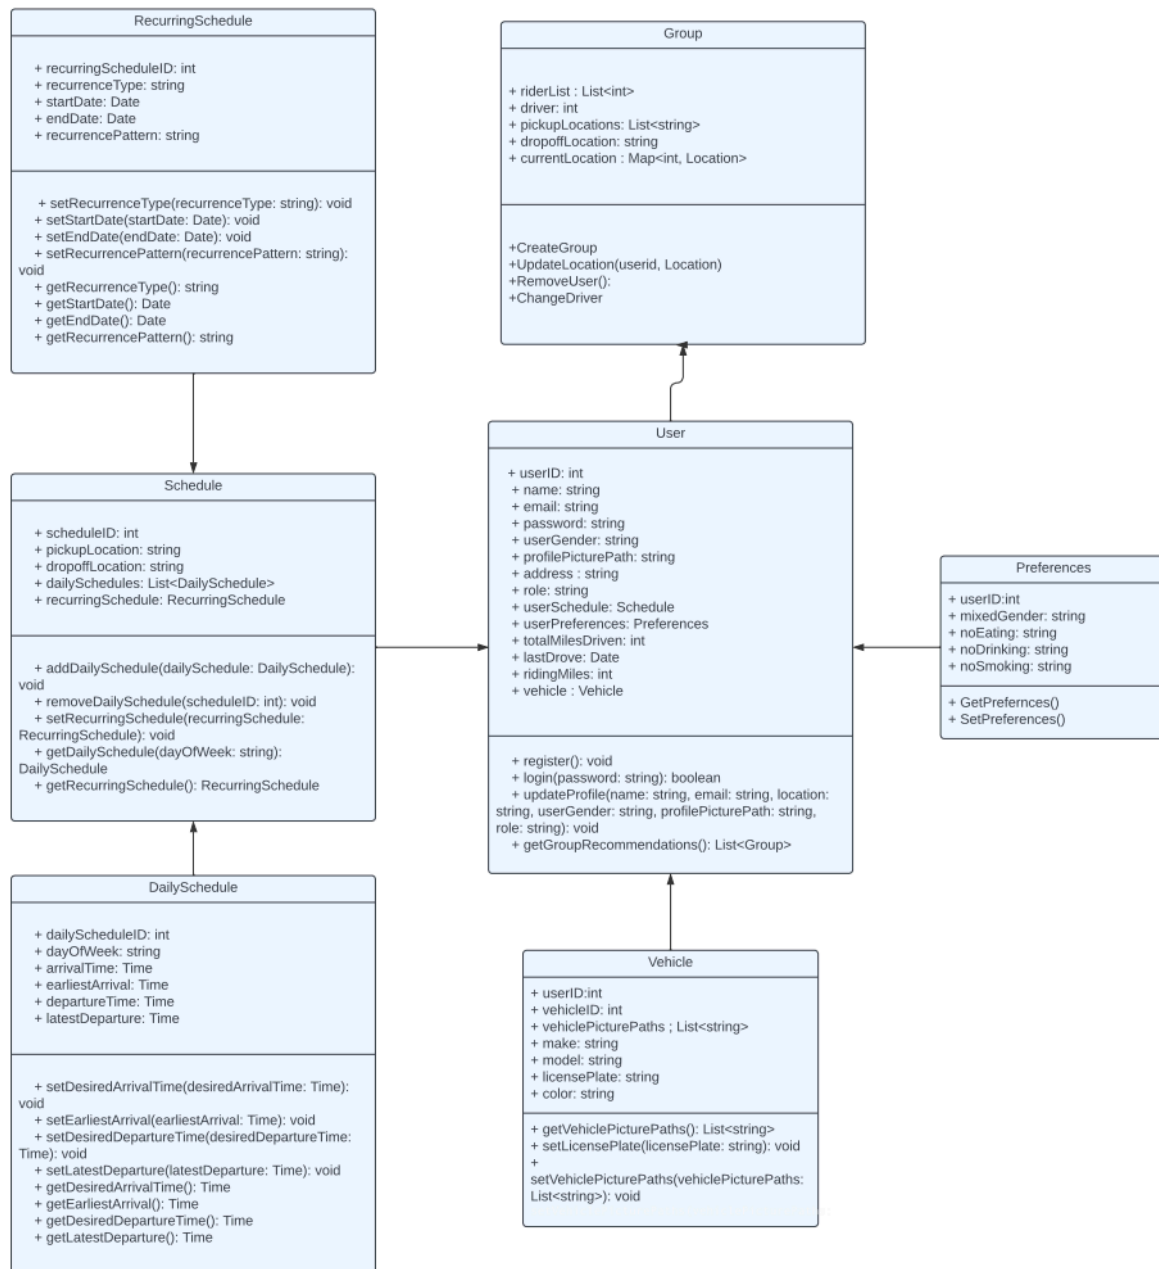 RecurringSchedule
+ recurringScheduleID: int
+ recurrenceType: string
+ startDate: Date
+ endDate: Date
+ recurrencePattern: string
+ setRecurrenceType(recurrenceType: string): void
+ setStartDate(startDate: Date): void
+ setEndDate(endDate: Date): void
+ setRecurrencePattern(recurrencePattern: string):
void
+ getRecurrenceType(): string
+ getStartDate(): Date
+ getEndDate(): Date
+ getRecurrencePattern(): string
Group
+ riderList : List<int>
+ driver: int
+ pickupLocations: List<string>
+ dropoffLocation: string
+ currentLocation : Map<int, Location>
+CreateGroup
+UpdateLocation(userid, Location)
+RemoveUser():
+ChangeDriver
Schedule
+ scheduleID: int
+ pickupLocation: string
+ dropoffLocation: string
+ dailySchedules: List<DailySchedule>
+ recurringSchedule: RecurringSchedule
+ addDailySchedule(dailySchedule: DailySchedule):
void
+ removeDailySchedule(scheduleID: int): void
+ setRecurringSchedule(recurringSchedule:
RecurringSchedule): void
+ getDailySchedule(dayOfWeek: string):
DailySchedule
+ getRecurringSchedule(): RecurringSchedule
User
+ userID: int
+ name: string
+ email: string
+ password: string
+ userGender: string
+ profilePicturePath: string
+ address : string
+ role: string
+ userSchedule: Schedule
+ userPreferences: Preferences
+ totalMilesDriven: int
+ lastDrove: Date
+ ridingMiles: int
+ vehicle : Vehicle
+ register(): void
+ login(password: string): boolean
+ updateProfile(name: string, email: string, location:
string, userGender: string, profilePicturePath: string,
role: string): void
+ getGroupRecommendations(): List<Group>
Preferences
+ userID:int
+ mixedGender: string
+ noEating: string
+ noDrinking: string
+ noSmoking: string
+ GetPrefernces()
+ SetPreferences()
DailySchedule
+ dailyScheduleID: int
+ dayOfWeek: string
+ arrivalTime: Time
+ earliestArrival: Time
+ departureTime: Time
+ latestDeparture: Time
+ setDesiredArrivalTime(desiredArrivalTime: Time):
void
+ setEarliestArrival(earliestArrival: Time): void
+ setDesiredDepartureTime(desiredDepartureTime:
Time): void
+ setLatestDeparture(latestDeparture: Time): void
+ getDesiredArrivalTime(): Time
+ getEarliestArrival(): Time
+ getDesiredDepartureTime(): Time
+ getLatestDeparture(): Time
Vehicle
+ userID:int
+ vehicleID: int
+ vehiclePicturePaths ; List<string>
+ make: string
+ model: string
+ licensePlate: string
+ color: string
+ getVehiclePicturePaths(): List<string>
+ setLicensePlate(licensePlate: string): void
+
setVehiclePicturePaths(vehiclePicturePaths:
List<string>): void